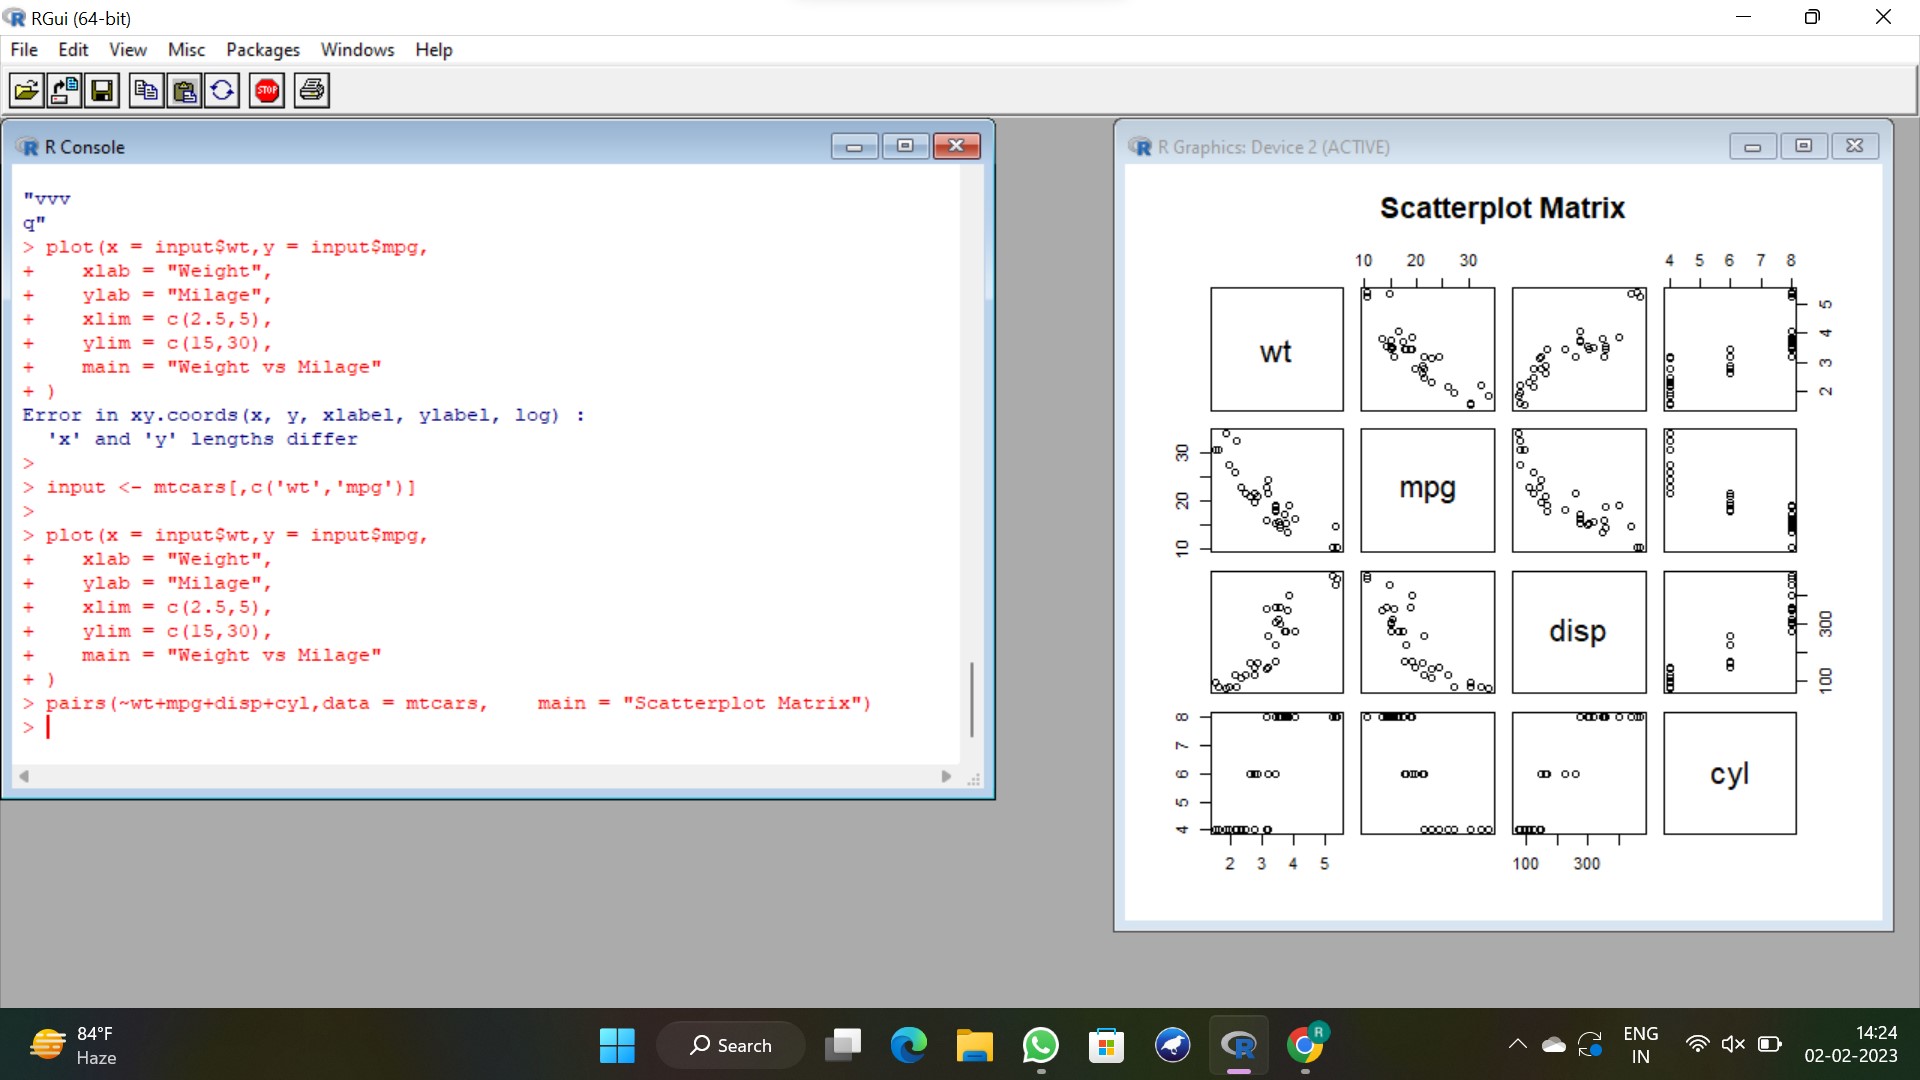 RGui (64-bit)
File Edit View Misc Packages Windows Help
STOP
R Console
"vvv
q"
> plot(x = input$wt,y = input$mpg,
+    xlab = "Weight",
+    ylab = "Milage",
+    xlim = c(2.5,5),
+    ylim = c(15,30),
+    main = "Weight vs Milage"
+ )
Error in xy.coords(x, y, xlabel, ylabel, log) :
  'x' and 'y' lengths differ
>
> input <- mtcars[,c('wt','mpg')]
>
> plot(x = input$wt,y = input$mpg,
+    xlab = "Weight",
+    ylab = "Milage",
+    xlim = c(2.5,5),
+    ylim = c(15,30),
+    main = "Weight vs Milage"
+ )
> pairs(~wt+mpg+disp+cyl,data = mtcars,    main = "Scatterplot Matrix")
>
R Graphics: Device 2 (ACTIVE)
Scatterplot Matrix
10 20 30 4 5 6 7 8
wt
5
4
3
2
30
20
10
mpg
disp
300
100
8
7
6
5
4
cyl
2 3 4 5 100 300
84°F
Haze
Search
R
ENG
IN
14:24
02-02-2023